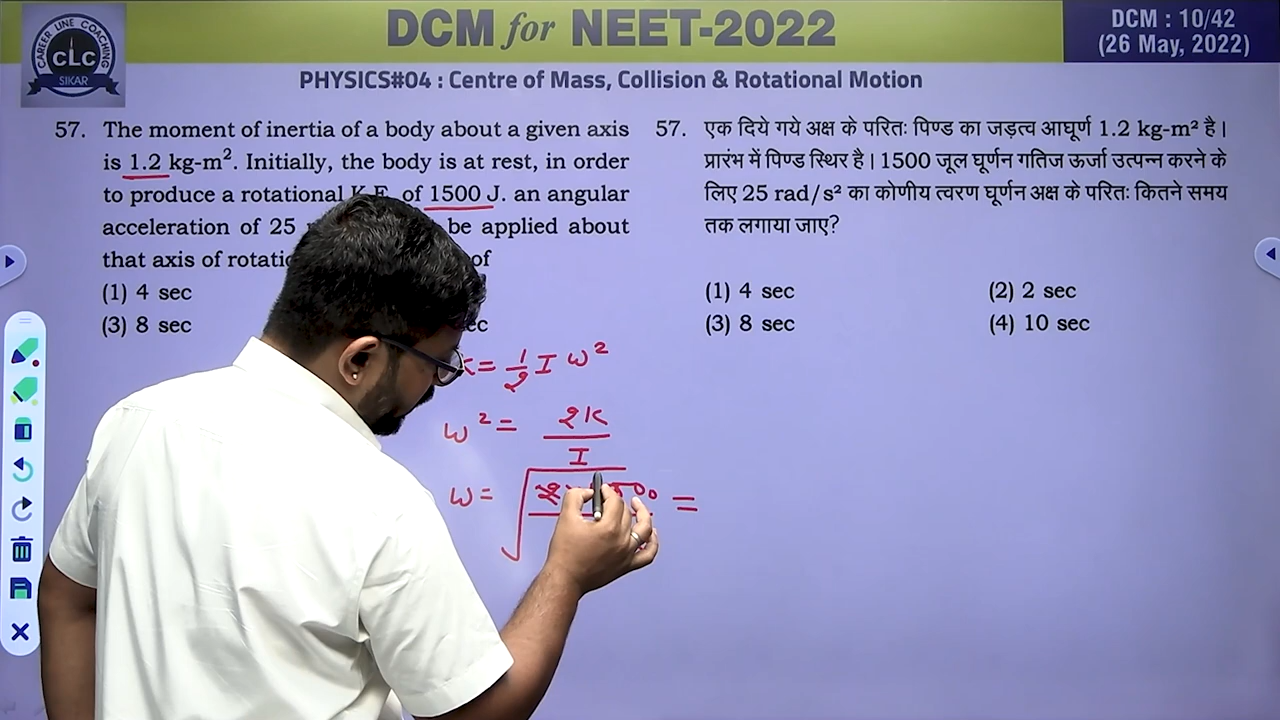 DCM for NEET-2022
DCM : 10/42
(26 May, 2022)
CAREER LINE COACHING
CLC
SIKAR
PHYSICS#04 : Centre of Mass, Collision & Rotational Motion
57. The moment of inertia of a body about a given axis
is 1.2 kg-m². Initially, the body is at rest, in order
to produce a rotational K.E. of 1500 J. an angular
acceleration of 25 be applied about
that axis of of
(1) 4 sec
(3) 8 sec
57. एक दिये गये अक्ष के परितः पिण्ड का जड़त्व आघूर्ण 1.2 kg-m² है।
प्रारंभ में पिण्ड स्थिर है। 1500 जूल घूर्णन गतिज ऊर्जा उत्पन्न करने के
लिए 25 rad/s² का कोणीय त्वरण घूर्णन अक्ष के परितः कितने समय
तक लगाया जाए?
(1) 4 sec (2) 2 sec
(3) 8 sec (4) 10 sec
K = 1/2 I ω²
ω² = 2K / I
ω = √ =